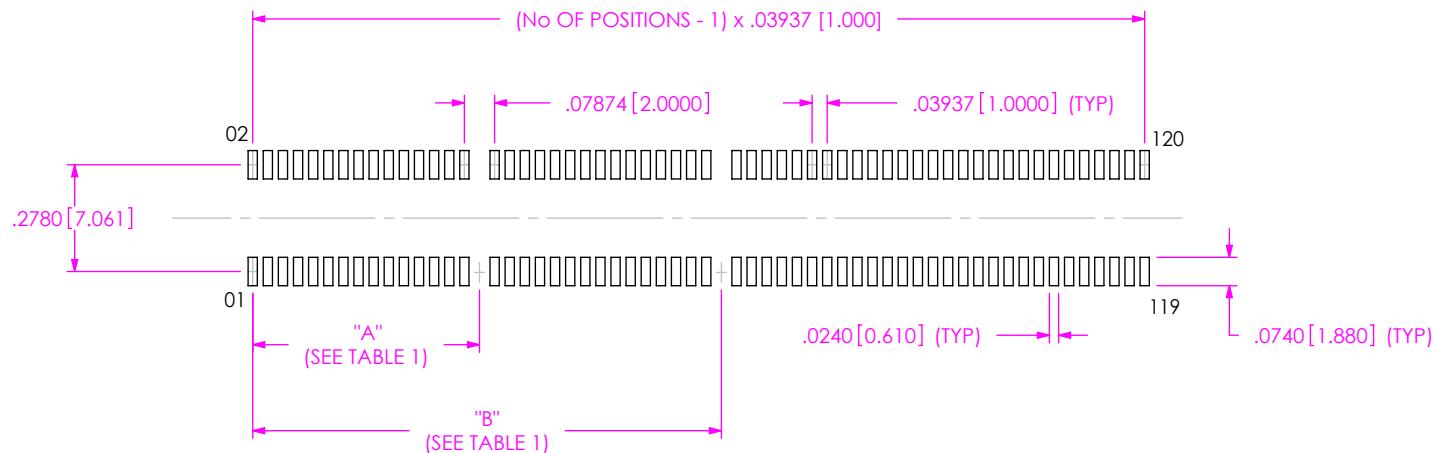 (No OF POSITIONS - 1) x .03937 [1.000]
.07874 [2.0000]
.03937 [1.0000] (TYP)
02
120
.2780 [7.061]
01
119
"A"
(SEE TABLE 1)
.0240 [0.610] (TYP)
.0740 [1.880] (TYP)
"B"
(SEE TABLE 1)